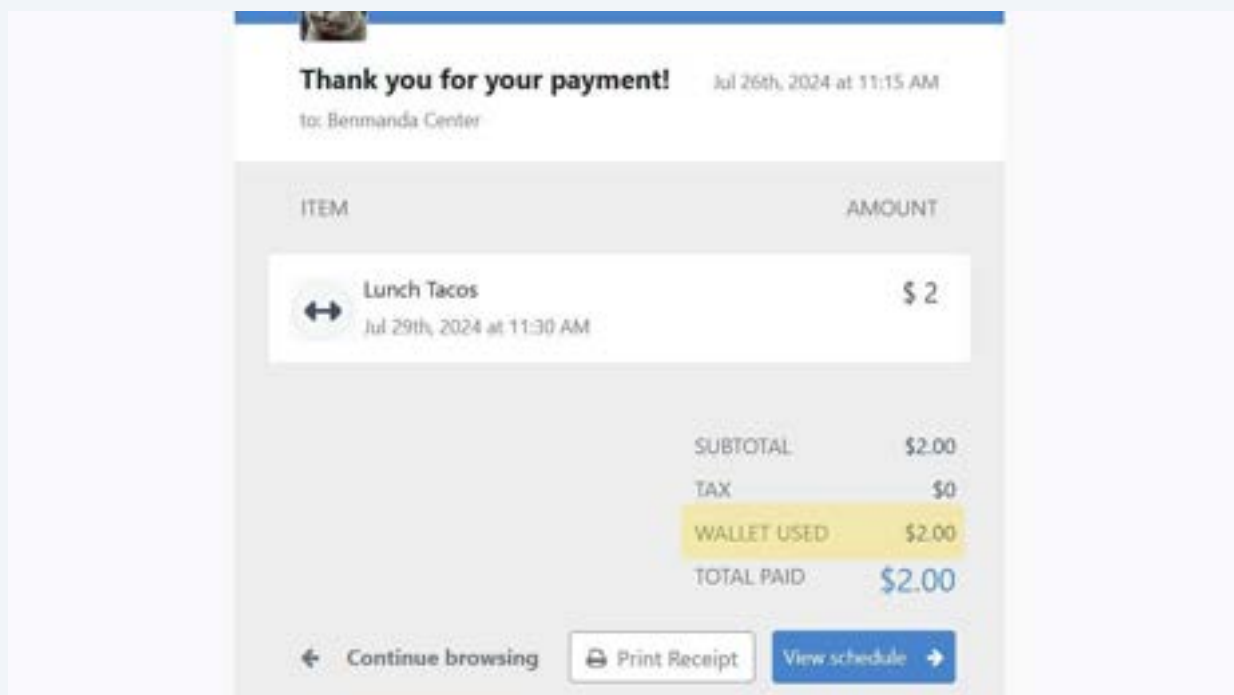 Thank you for your payment! Jul 26th, 2024 at 11:15 AM
to: Benmanda Center
ITEM AMOUNT
Lunch Tacos $ 2
Jul 29th, 2024 at 11:30 AM
SUBTOTAL $2.00
TAX $0
WALLET USED $2.00
TOTAL PAID $2.00
Continue browsing Print Receipt View schedule